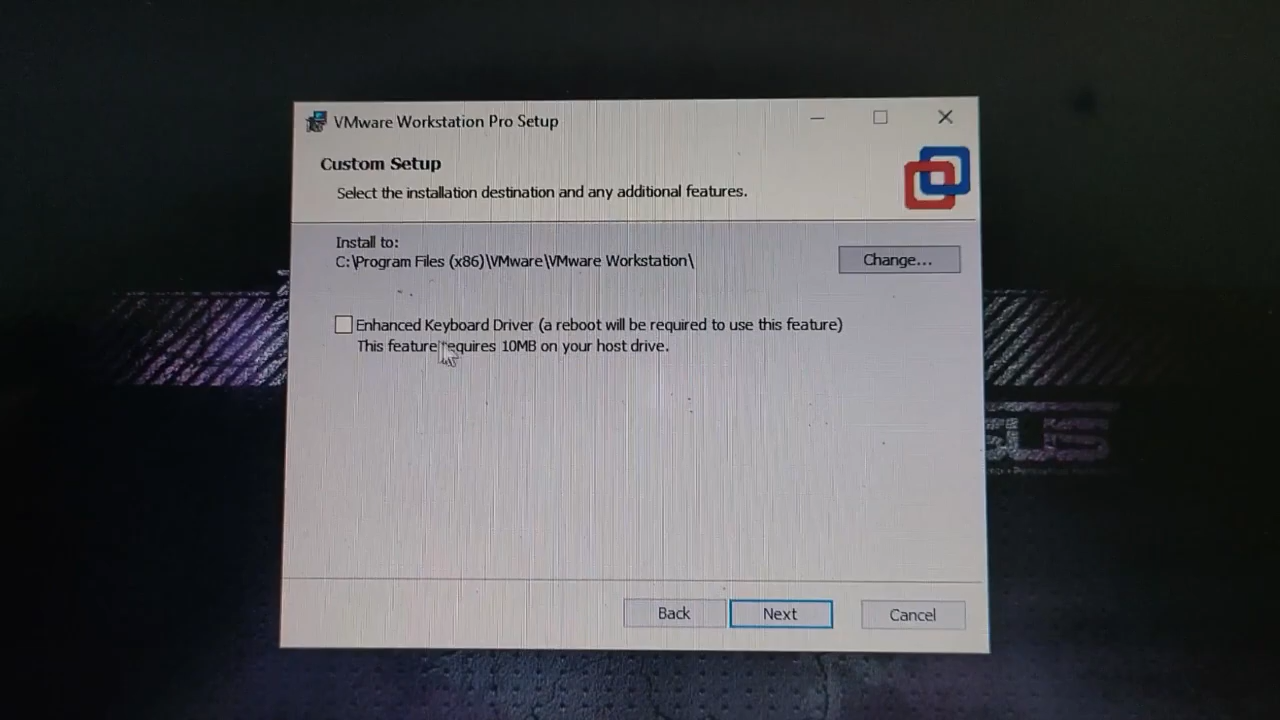 VMware Workstation Pro Setup
Custom Setup
Select the installation destination and any additional features.
Install to:
C:\Program Files (x86)\VMware\VMware Workstation\
Change...
Enhanced Keyboard Driver (a reboot will be required to use this feature)
This feature requires 10MB on your host drive.
Back
Next
Cancel